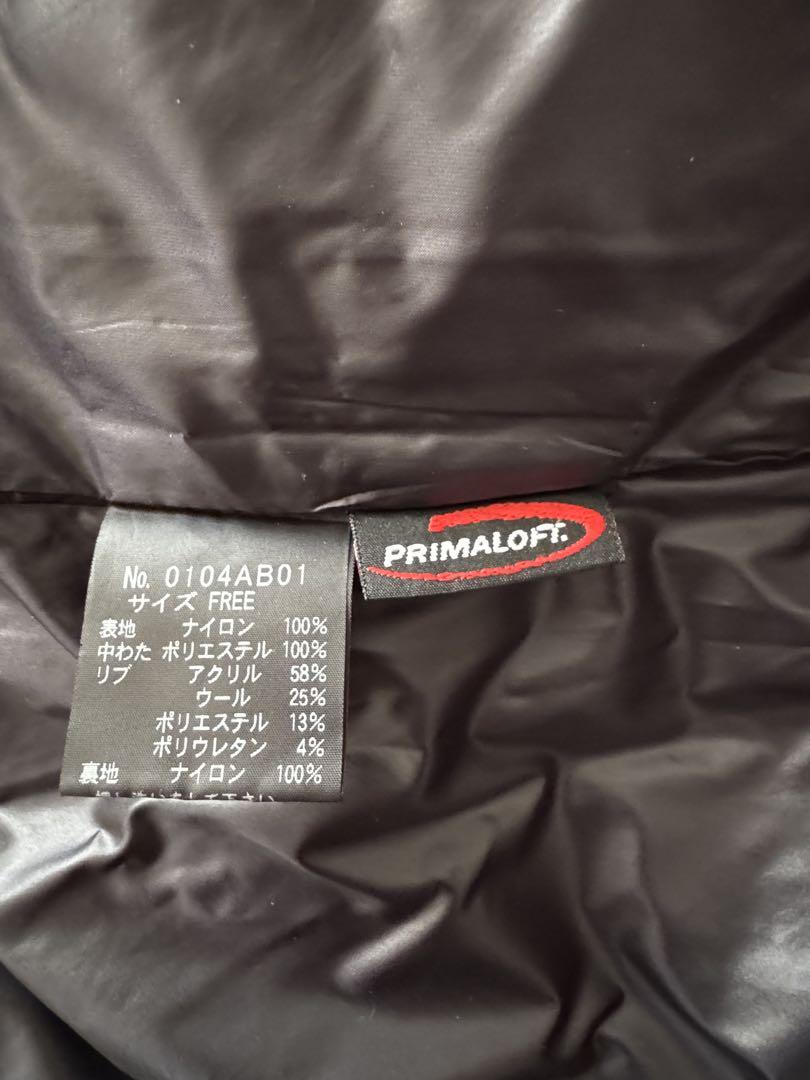 No. 0104AB01
サイズ FREE
表地 ナイロン 100%
中わた ポリエステル 100%
リブ アクリル 58%
ウール 25%
ポリエステル 13%
ポリウレタン 4%
裏地 ナイロン 100%
PRIMALOFT.